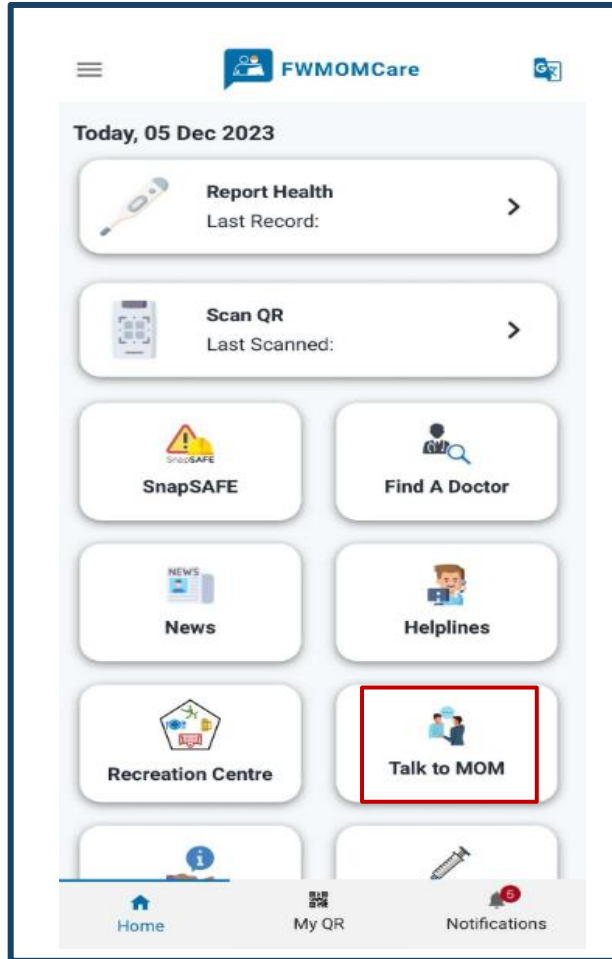 FWMOMCare
Today, 05 Dec 2023
Report Health
Last Record:
Scan QR
Last Scanned:
SnapSAFE
SnapSAFE
Find A Doctor
NEWS
News
Helplines
Recreation Centre
Talk to MOM
Home
My QR
5
Notifications